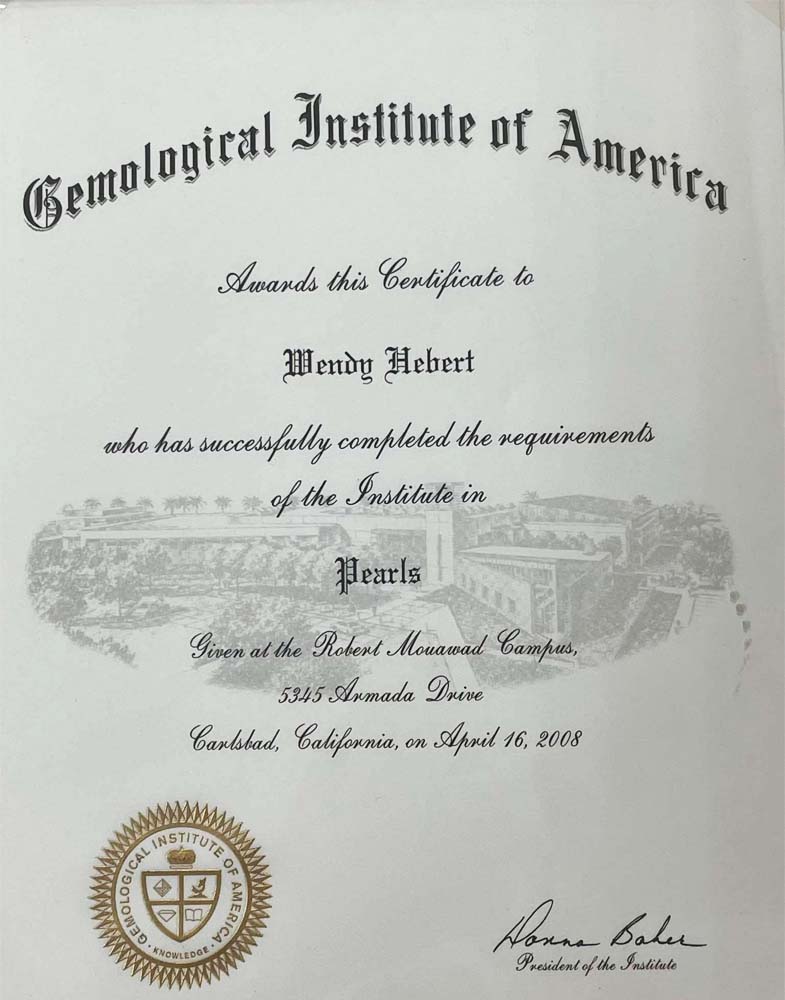 Gemological Institute of America
Awards this Certificate to
Wendy Hebert
who has successfully completed the requirements
of the Institute in
Pearls
Given at the Robert Mouawad Campus,
5345 Armada Drive
Carlsbad, California, on April 16, 2008
GEMOLOGICAL INSTITUTE OF AMERICA
KNOWLEDGE
Donna Baker
President of the Institute